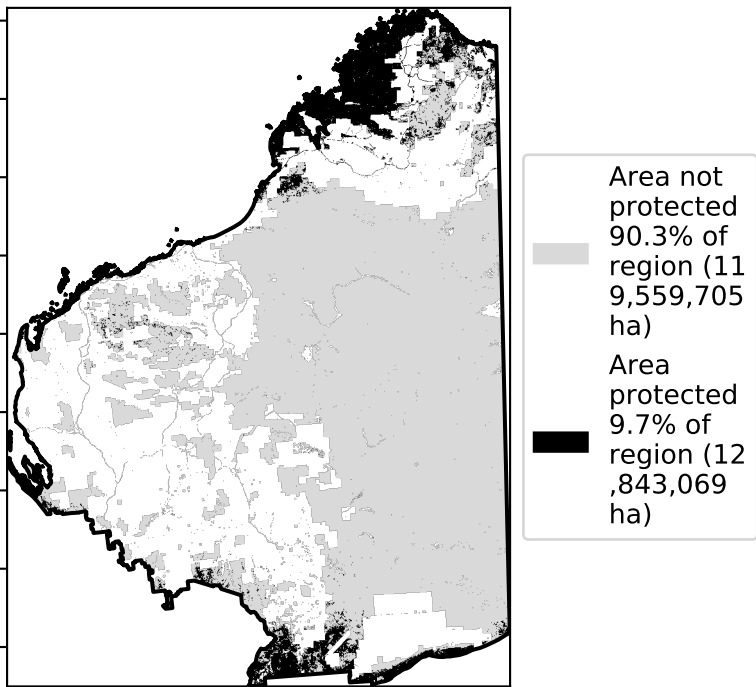 Area not
protected
90.3% of
region (11
9,559,705
ha)
Area
protected
9.7% of
region (12
,843,069
ha)